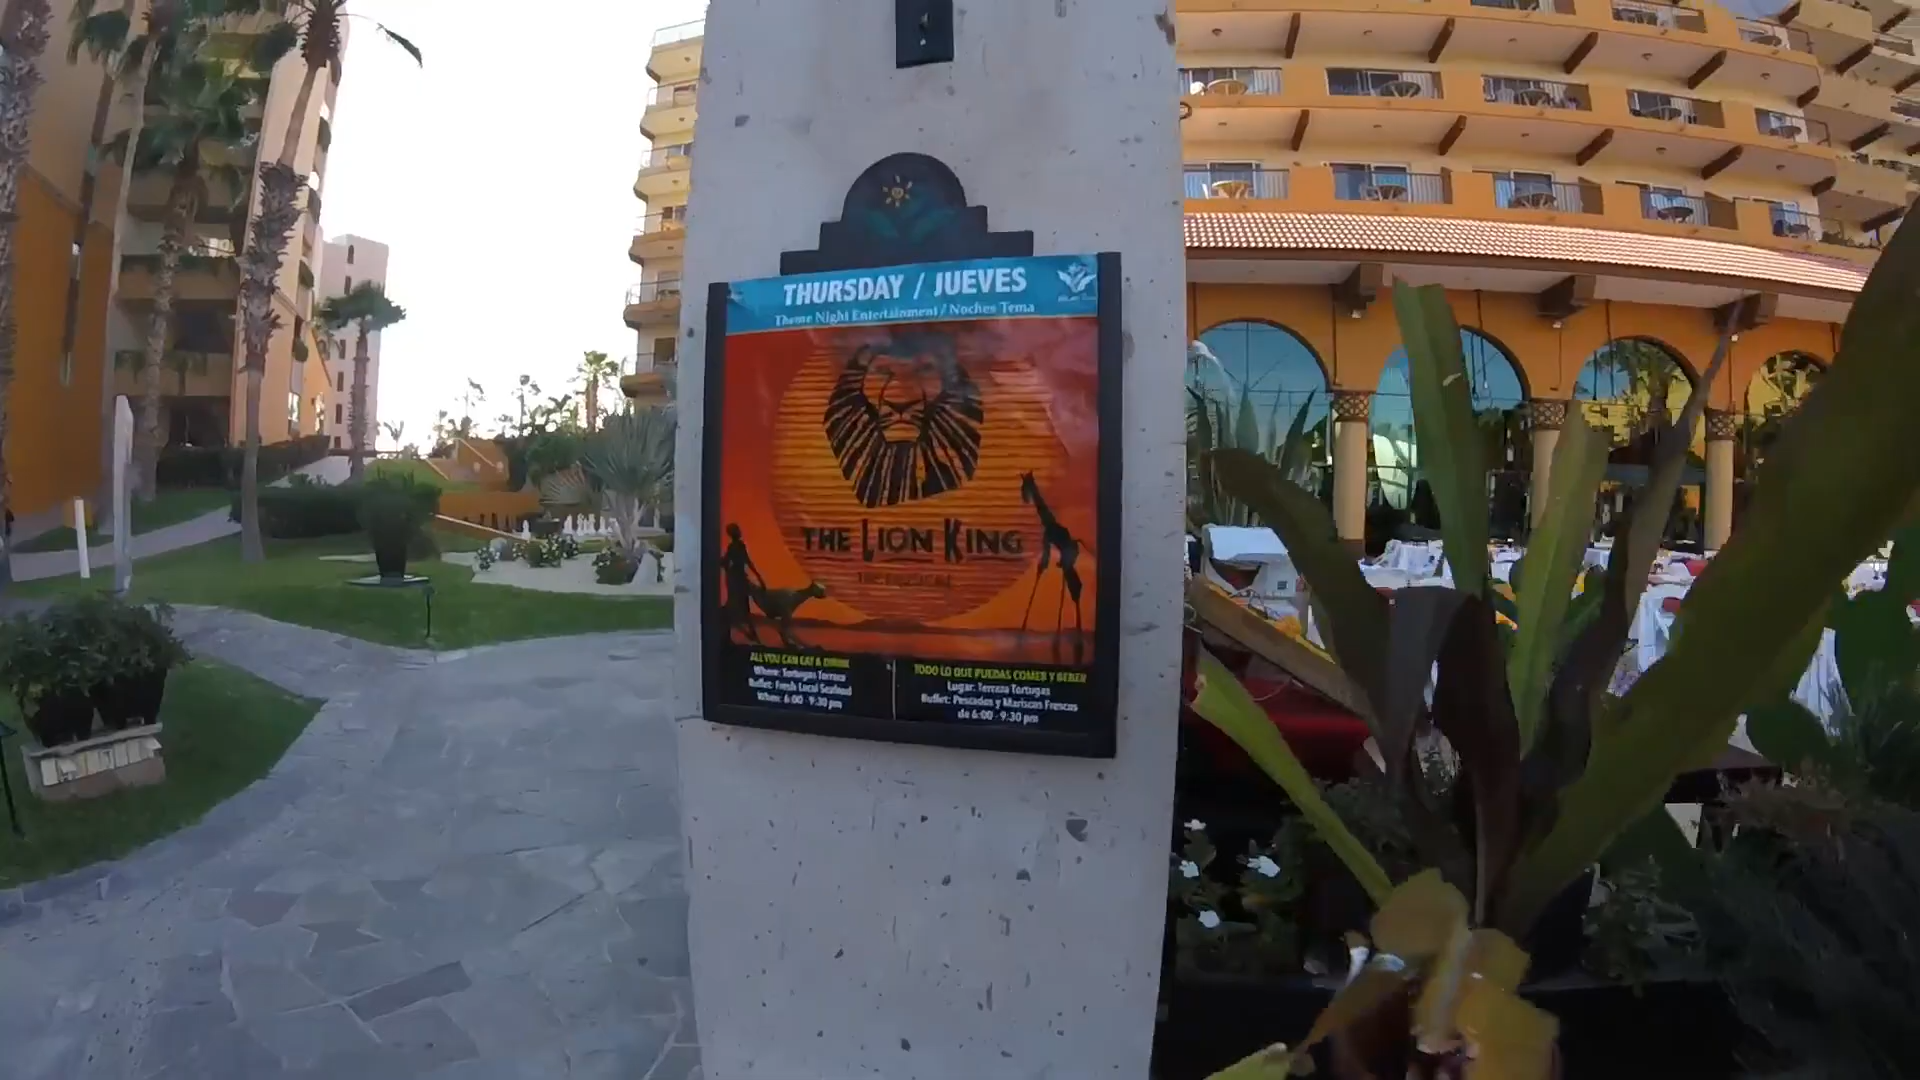 THURSDAY / JUEVES
Theme Night Entertainment / Noches Tema
THE LION KING
THE MUSICAL
ALL YOU CAN EAT & DRINK
Where: Tortugas Terraza
Buffet: Fresh Local Seafood
When: 6:00 - 9:30 pm
TODO LO QUE PUEDAS COMER Y BEBER
Lugar: Terraza Tortugas
Buffet: Pescados y Mariscos Frescos
de 6:00 - 9:30 pm